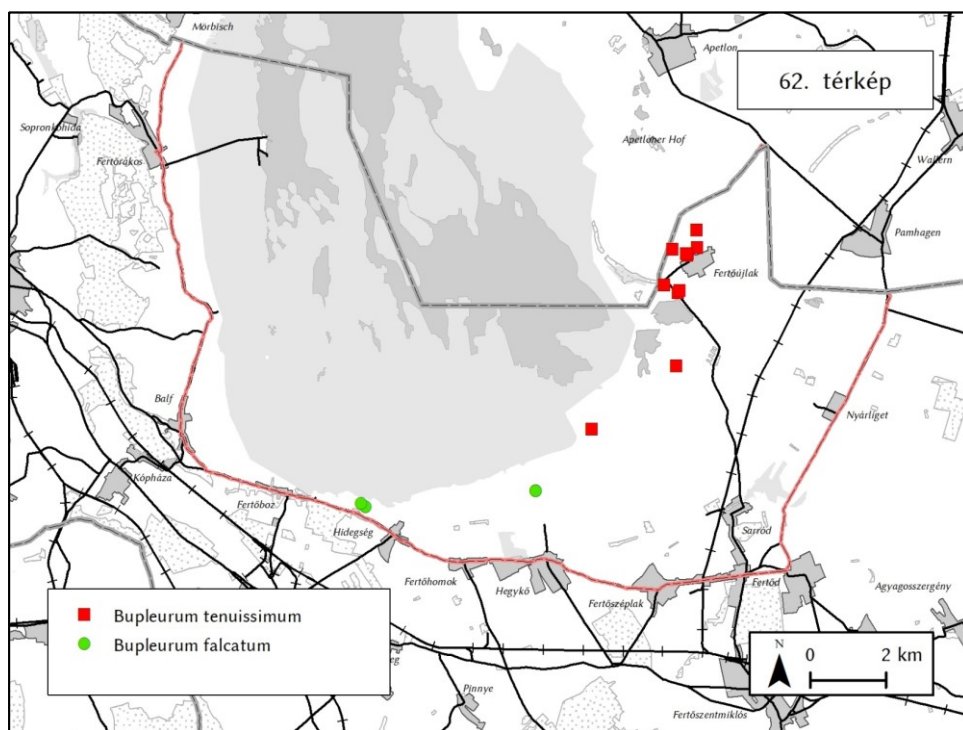 Mörbisch
Apetlon
62. térkép
Sopronkőhida
Fertőrákos
Apetloner Hof
Wallern
Pamhagen
Fertőújlak
Balf
Nyárliget
Kópháza
Fertőboz
Hidegség
Sarród
Fertőhomok
Hegykő
Fertőszéplak
Fertőd
Agyagosszergény
Bupleurum tenuissimum
Bupleurum falcatum
N
0 2 km
Pinnye
Fertőszentmiklós